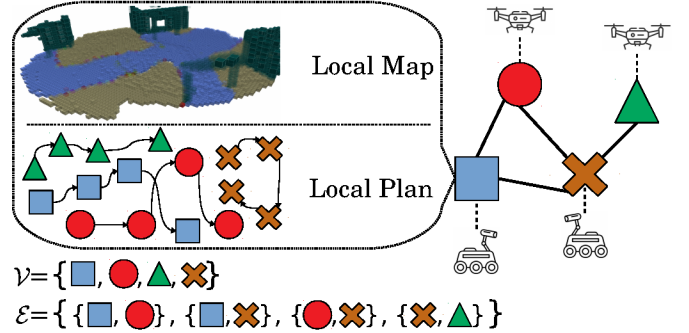 Local Map
Local Plan
𝒱={■, ●, ▲, ✖}
ℰ={{■, ●}, {■, ✖}, {●, ✖}, {✖, ▲}}